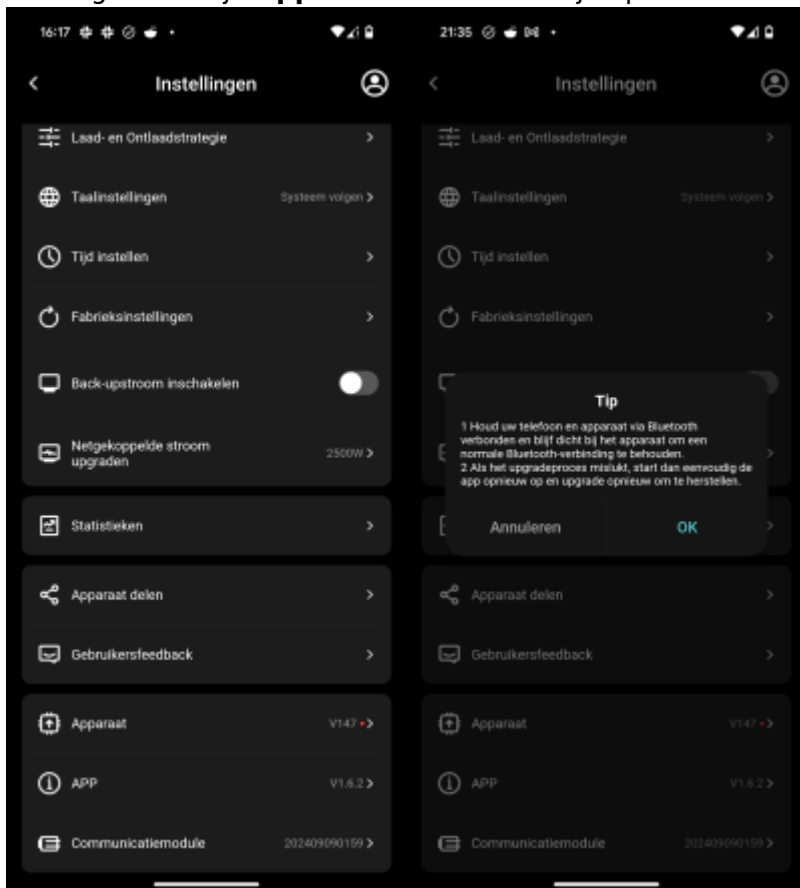 16:17
Instellingen
Laad- en Ontlaadstrategie
Taalinstellingen Systeem volgen
Tijd instellen
Fabrieksinstellingen
Back-upstroom inschakelen
Netgekoppelde stroom
upgraden 2500W
Statistieken
Apparaat delen
Gebruikersfeedback
Apparaat V147
APP V1.6.2
Communicatiemodule 202409090159
21:35
Instellingen
Laad- en Ontlaadstrategie
Taalinstellingen Systeem volgen
Tijd instellen
Fabrieksinstellingen
Tip
1 Houd uw telefoon en apparaat via Bluetooth
verbonden en blijf dicht bij het apparaat om een
normale Bluetooth-verbinding te behouden.
2 Als het upgradeproces mislukt, start dan eenvoudig de
app opnieuw op en upgrade opnieuw om te herstellen.
Annuleren OK
Apparaat delen
Gebruikersfeedback
Apparaat V147
APP V1.6.2
Communicatiemodule 202409090159